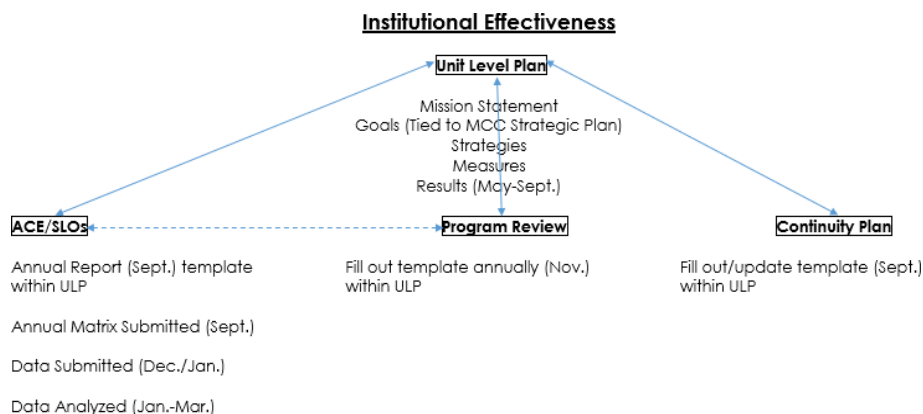 Institutional Effectiveness
Unit Level Plan
Mission Statement
Goals (Tied to MCC Strategic Plan)
Strategies
Measures
Results (May-Sept.)
ACE/SLOs
Annual Report (Sept.) template
within ULP
Annual Matrix Submitted (Sept.)
Data Submitted (Dec./Jan.)
Data Analyzed (Jan.-Mar.)
Program Review
Fill out template annually (Nov.)
within ULP
Continuity Plan
Fill out/update template (Sept.)
within ULP